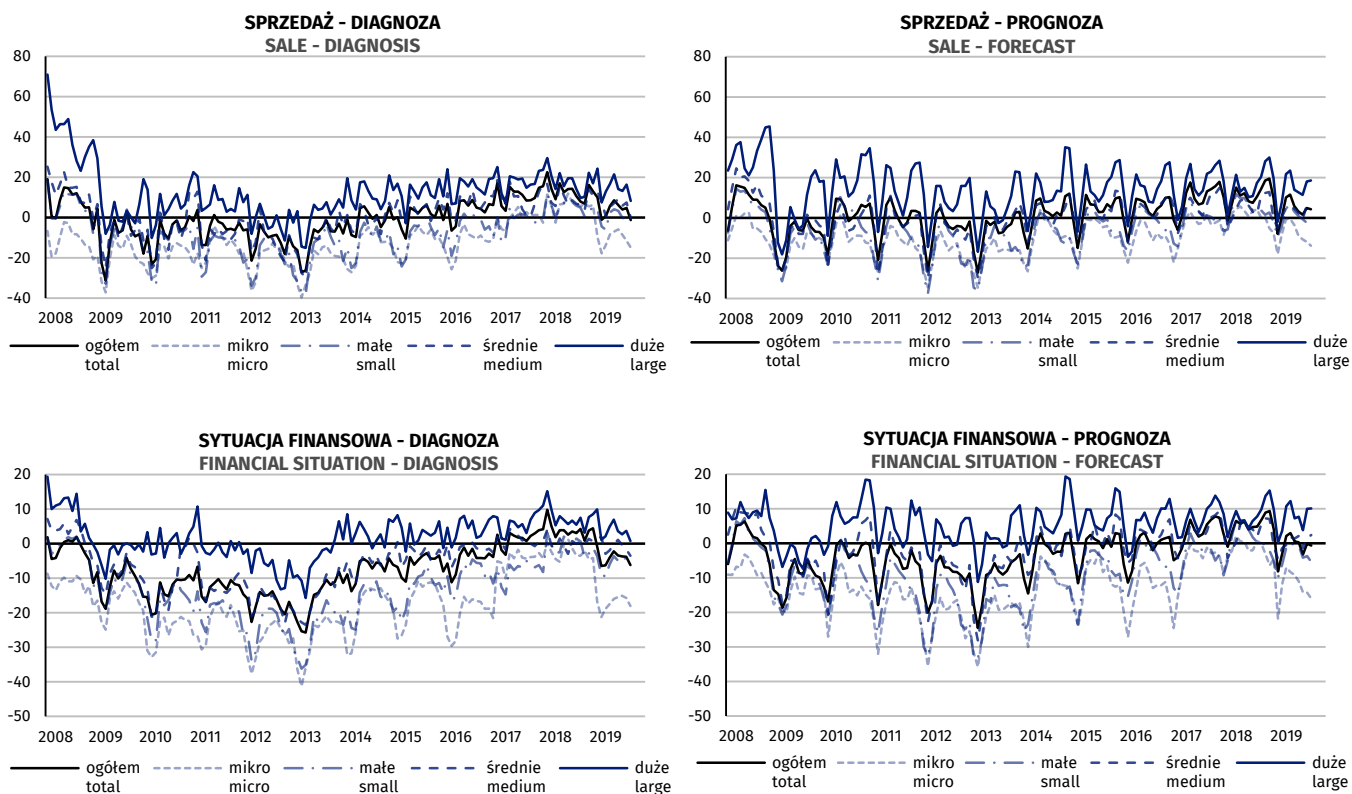 SPRZEDAŻ - DIAGNOZA
SALE - DIAGNOSIS
80
60
40
20
0
-20
-40
2008 2009 2010 2011 2012 2013 2014 2015 2016 2017 2018 2019
ogółem mikro małe średnie duże
total micro small medium large
SPRZEDAŻ - PROGNOZA
SALE - FORECAST
80
60
40
20
0
-20
-40
2008 2009 2010 2011 2012 2013 2014 2015 2016 2017 2018 2019
ogółem mikro małe średnie duże
total micro small medium large
SYTUACJA FINANSOWA - DIAGNOZA
FINANCIAL SITUATION - DIAGNOSIS
20
10
0
-10
-20
-30
-40
-50
2008 2009 2010 2011 2012 2013 2014 2015 2016 2017 2018 2019
ogółem mikro małe średnie duże
total micro small medium large
SYTUACJA FINANSOWA - PROGNOZA
FINANCIAL SITUATION - FORECAST
20
10
0
-10
-20
-30
-40
-50
2008 2009 2010 2011 2012 2013 2014 2015 2016 2017 2018 2019
ogółem mikro małe średnie duże
total micro small medium large